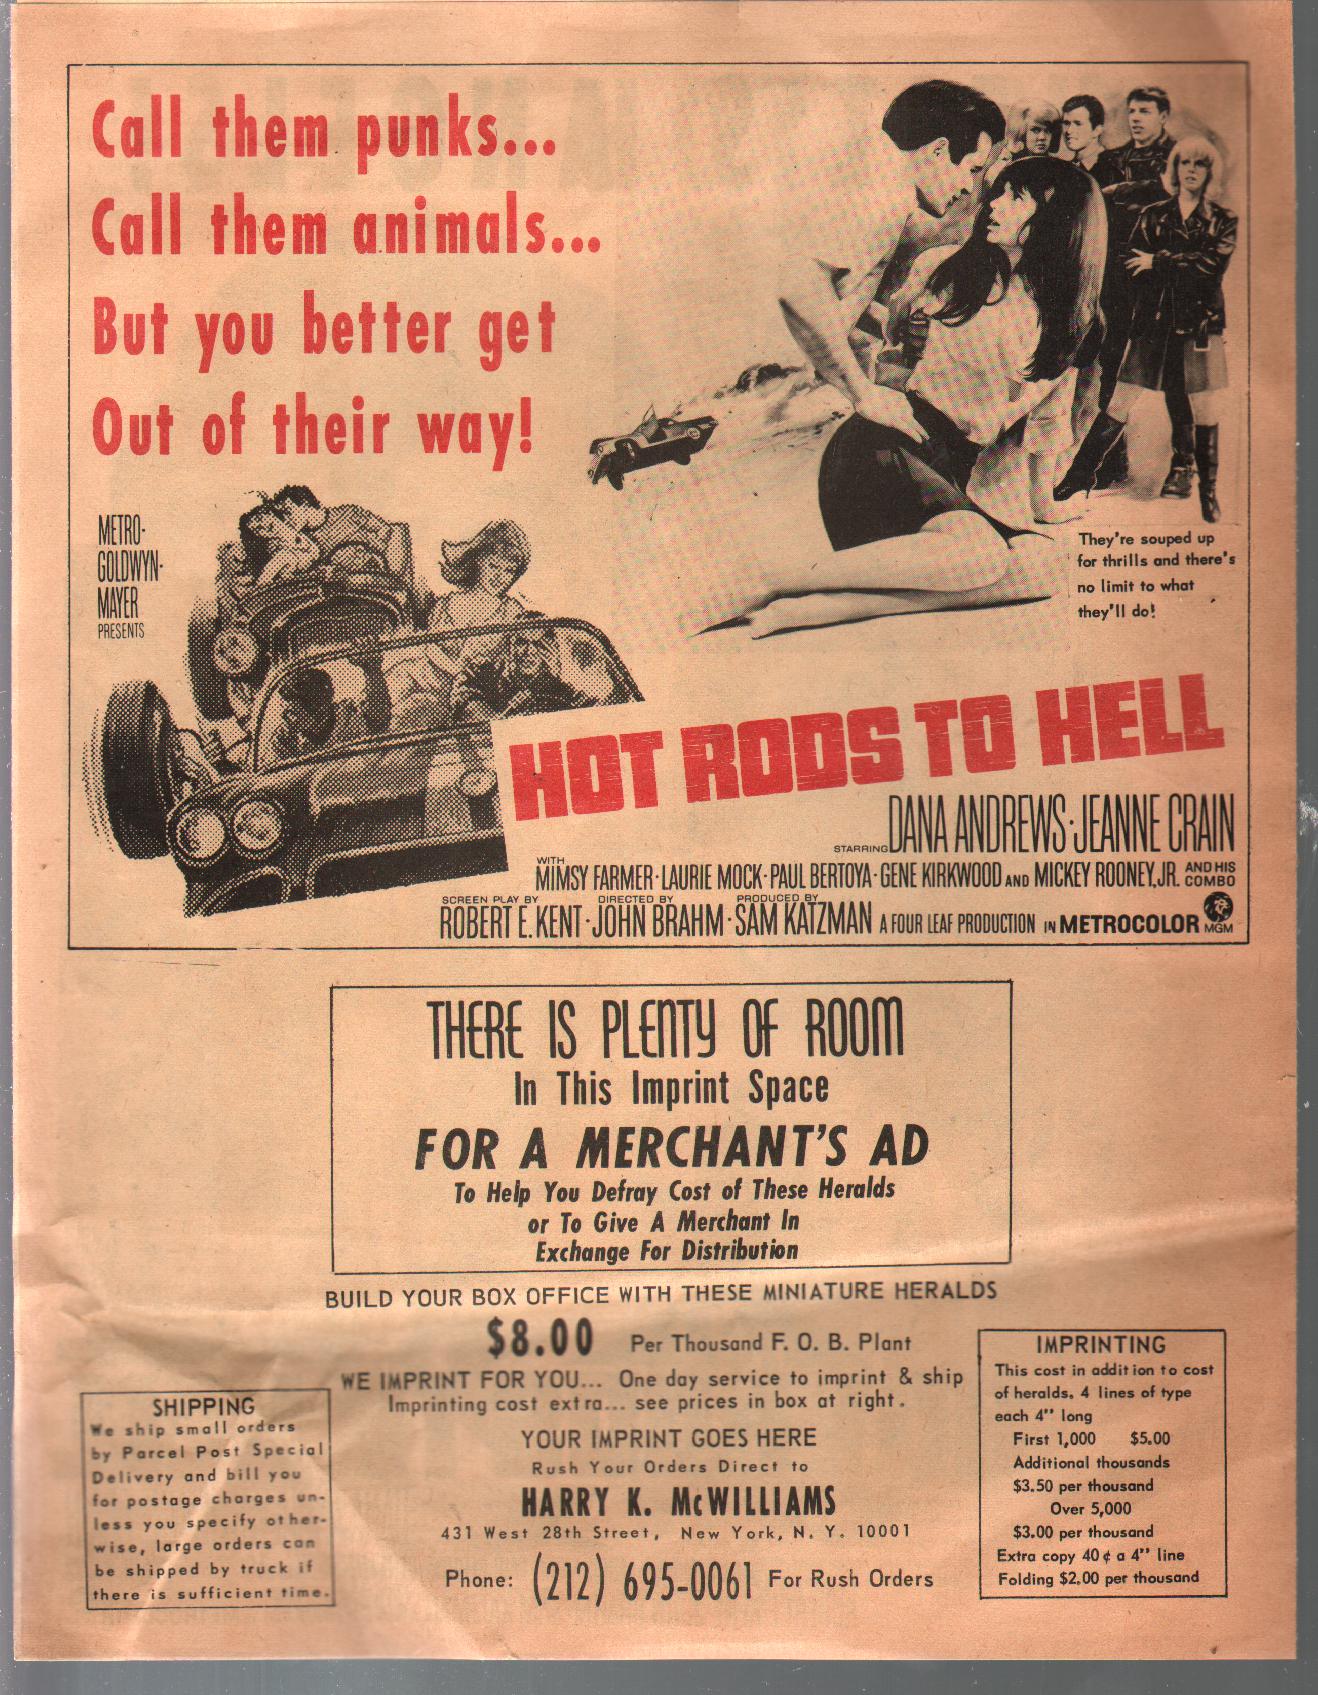 Call them punks...
Call them animals...
But you better get
Out of their way!
METRO-
GOLDWYN-
MAYER
PRESENTS
They're souped up
for thrills and there's
no limit to what
they'll do!
HOT RODS TO HELL
STARRING DANA ANDREWS · JEANNE CRAIN
WITH MIMSY FARMER · LAURIE MOCK · PAUL BERTOYA · GENE KIRKWOOD AND MICKEY ROONEY, JR. AND HIS COMBO
SCREEN PLAY BY ROBERT E. KENT · DIRECTED BY JOHN BRAHM · PRODUCED BY SAM KATZMAN A FOUR LEAF PRODUCTION IN METROCOLOR MGM
THERE IS PLENTY OF ROOM
In This Imprint Space
FOR A MERCHANT'S AD
To Help You Defray Cost of These Heralds
or To Give A Merchant In
Exchange For Distribution
BUILD YOUR BOX OFFICE WITH THESE MINIATURE HERALDS
$8.00 Per Thousand F. O. B. Plant
WE IMPRINT FOR YOU... One day service to imprint & ship
Imprinting cost extra... see prices in box at right.
YOUR IMPRINT GOES HERE
Rush Your Orders Direct to
HARRY K. McWILLIAMS
431 West 28th Street, New York, N. Y. 10001
Phone: (212) 695-0061 For Rush Orders
SHIPPING
We ship small orders
by Parcel Post Special
Delivery and bill you
for postage charges un-
less you specify other-
wise, large orders can
be shipped by truck if
there is sufficient time.
IMPRINTING
This cost in addition to cost
of heralds. 4 lines of type
each 4" long
First 1,000 $5.00
Additional thousands
$3.50 per thousand
Over 5,000
$3.00 per thousand
Extra copy 40¢ a 4" line
Folding $2.00 per thousand